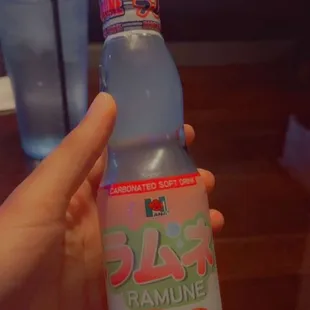 CARBONATED SOFT DRINK
ラムネ
RAMUNE